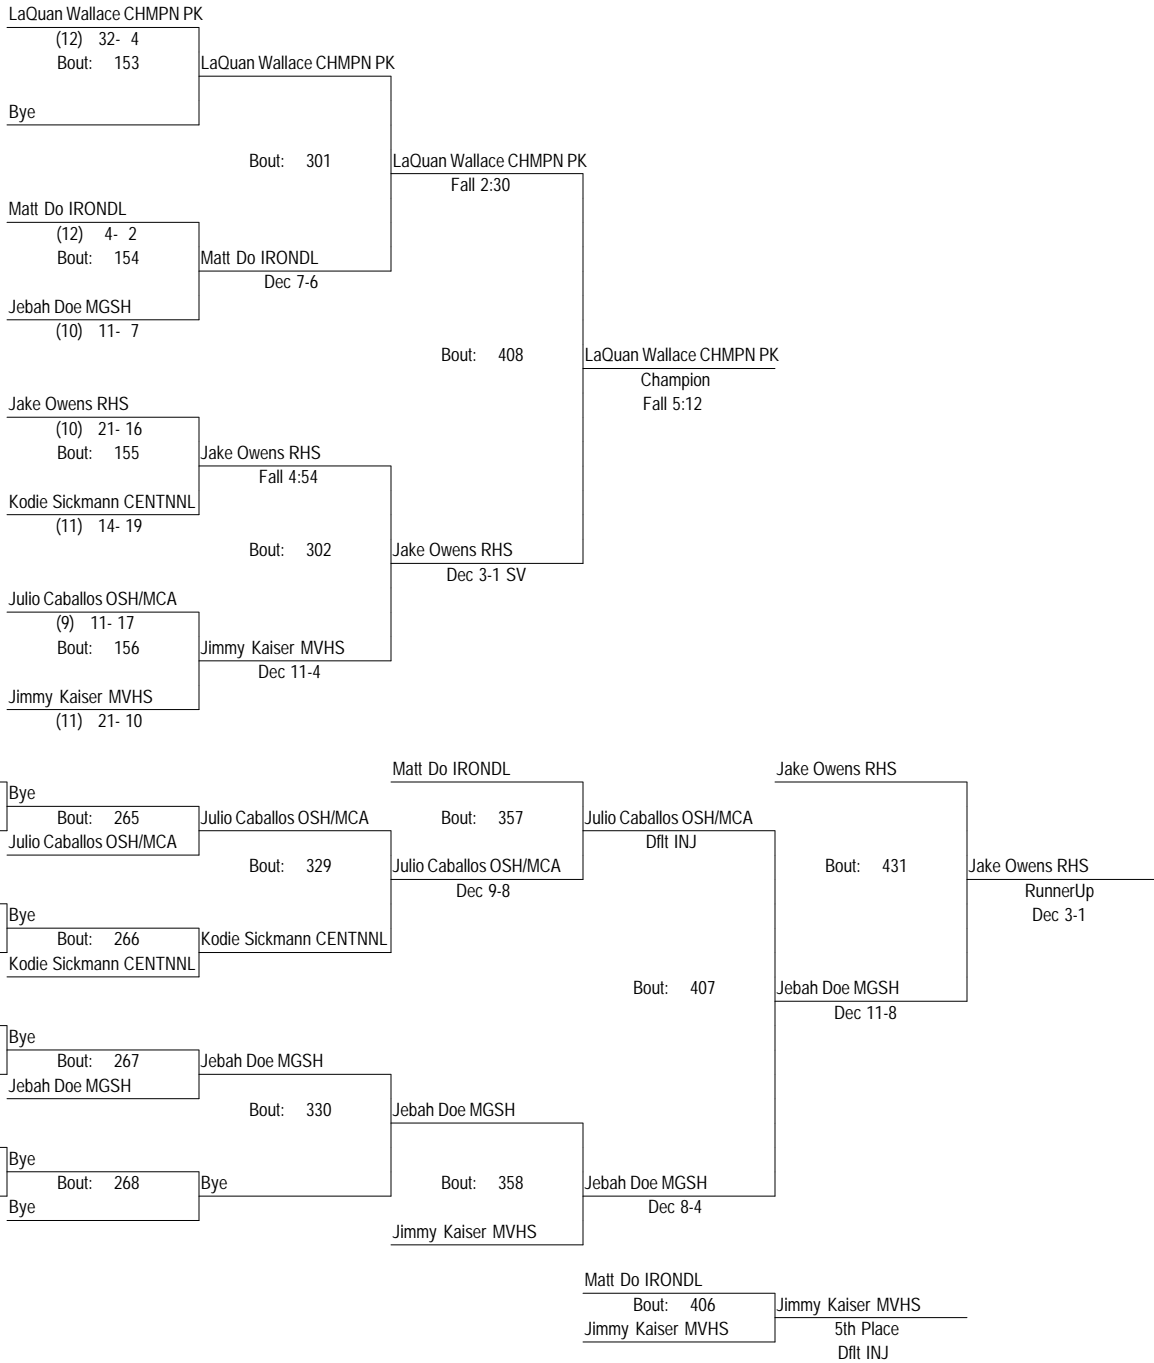 LaQuan Wallace CHMPN PK
(12) 32- 4
Bout: 153
LaQuan Wallace CHMPN PK
Bye
Bout: 301
LaQuan Wallace CHMPN PK
Fall 2:30
Matt Do IRONDL
(12) 4- 2
Bout: 154
Matt Do IRONDL
Dec 7-6
Jebah Doe MGSH
(10) 11- 7
Bout: 408
LaQuan Wallace CHMPN PK
Champion
Fall 5:12
Jake Owens RHS
(10) 21- 16
Bout: 155
Jake Owens RHS
Fall 4:54
Kodie Sickmann CENTNNL
(11) 14- 19
Bout: 302
Jake Owens RHS
Dec 3-1 SV
Julio Caballos OSH/MCA
(9) 11- 17
Bout: 156
Jimmy Kaiser MVHS
Dec 11-4
Jimmy Kaiser MVHS
(11) 21- 10
Matt Do IRONDL
Jake Owens RHS
Bye
Bout: 265
Julio Caballos OSH/MCA
Bout: 357
Julio Caballos OSH/MCA
Dflt INJ
Julio Caballos OSH/MCA
Bout: 329
Julio Caballos OSH/MCA
Dec 9-8
Bout: 431
Jake Owens RHS
RunnerUp
Dec 3-1
Bye
Bout: 266
Kodie Sickmann CENTNNL
Kodie Sickmann CENTNNL
Bout: 407
Jebah Doe MGSH
Dec 11-8
Bye
Bout: 267
Jebah Doe MGSH
Jebah Doe MGSH
Bout: 330
Jebah Doe MGSH
Bye
Bout: 268
Bye
Bout: 358
Jebah Doe MGSH
Dec 8-4
Bye
Jimmy Kaiser MVHS
Matt Do IRONDL
Bout: 406
Jimmy Kaiser MVHS
Jimmy Kaiser MVHS
5th Place
Dflt INJ